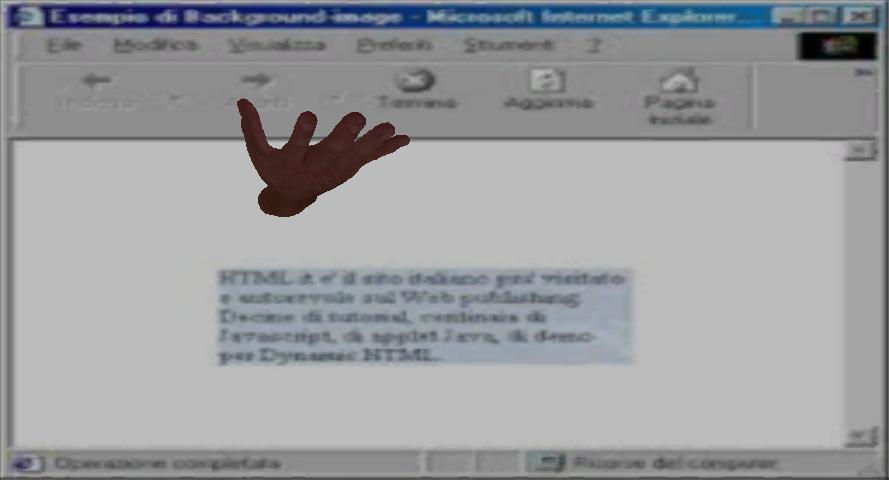 Esempio di Background-image - Microsoft Internet Explorer...
File Modifica Visualizza Preferiti Strumenti ?
Indietro Termina Aggiorna Pagina
iniziale
HTML.it e' il sito italiano piu' visitato
e autorevole sul Web publishing.
Decine di tutorial, centinaia di
Javascript, di applet Java, di demo
per Dynamic HTML.
Operazione completata Risorse del computer